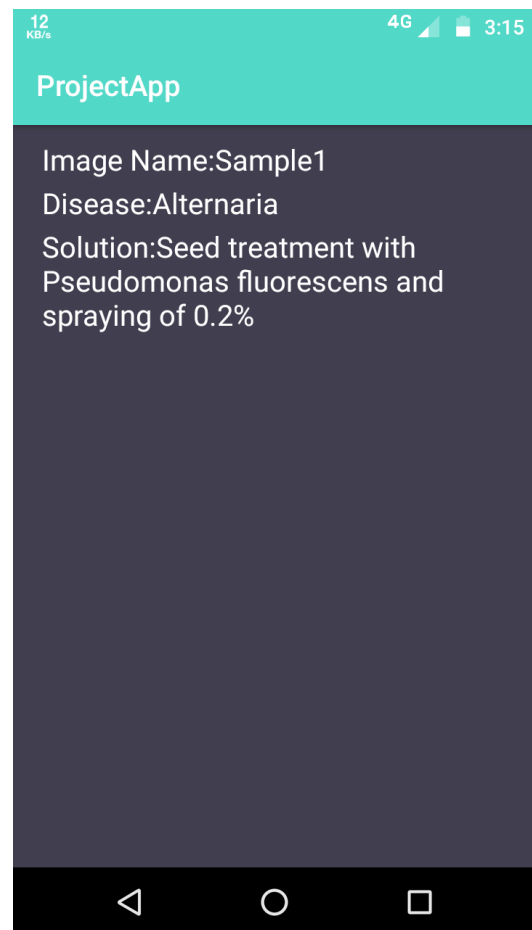 12
KB/s
4G
3:15
ProjectApp
Image Name:Sample1
Disease:Alternaria
Solution:Seed treatment with
Pseudomonas fluorescens and
spraying of 0.2%